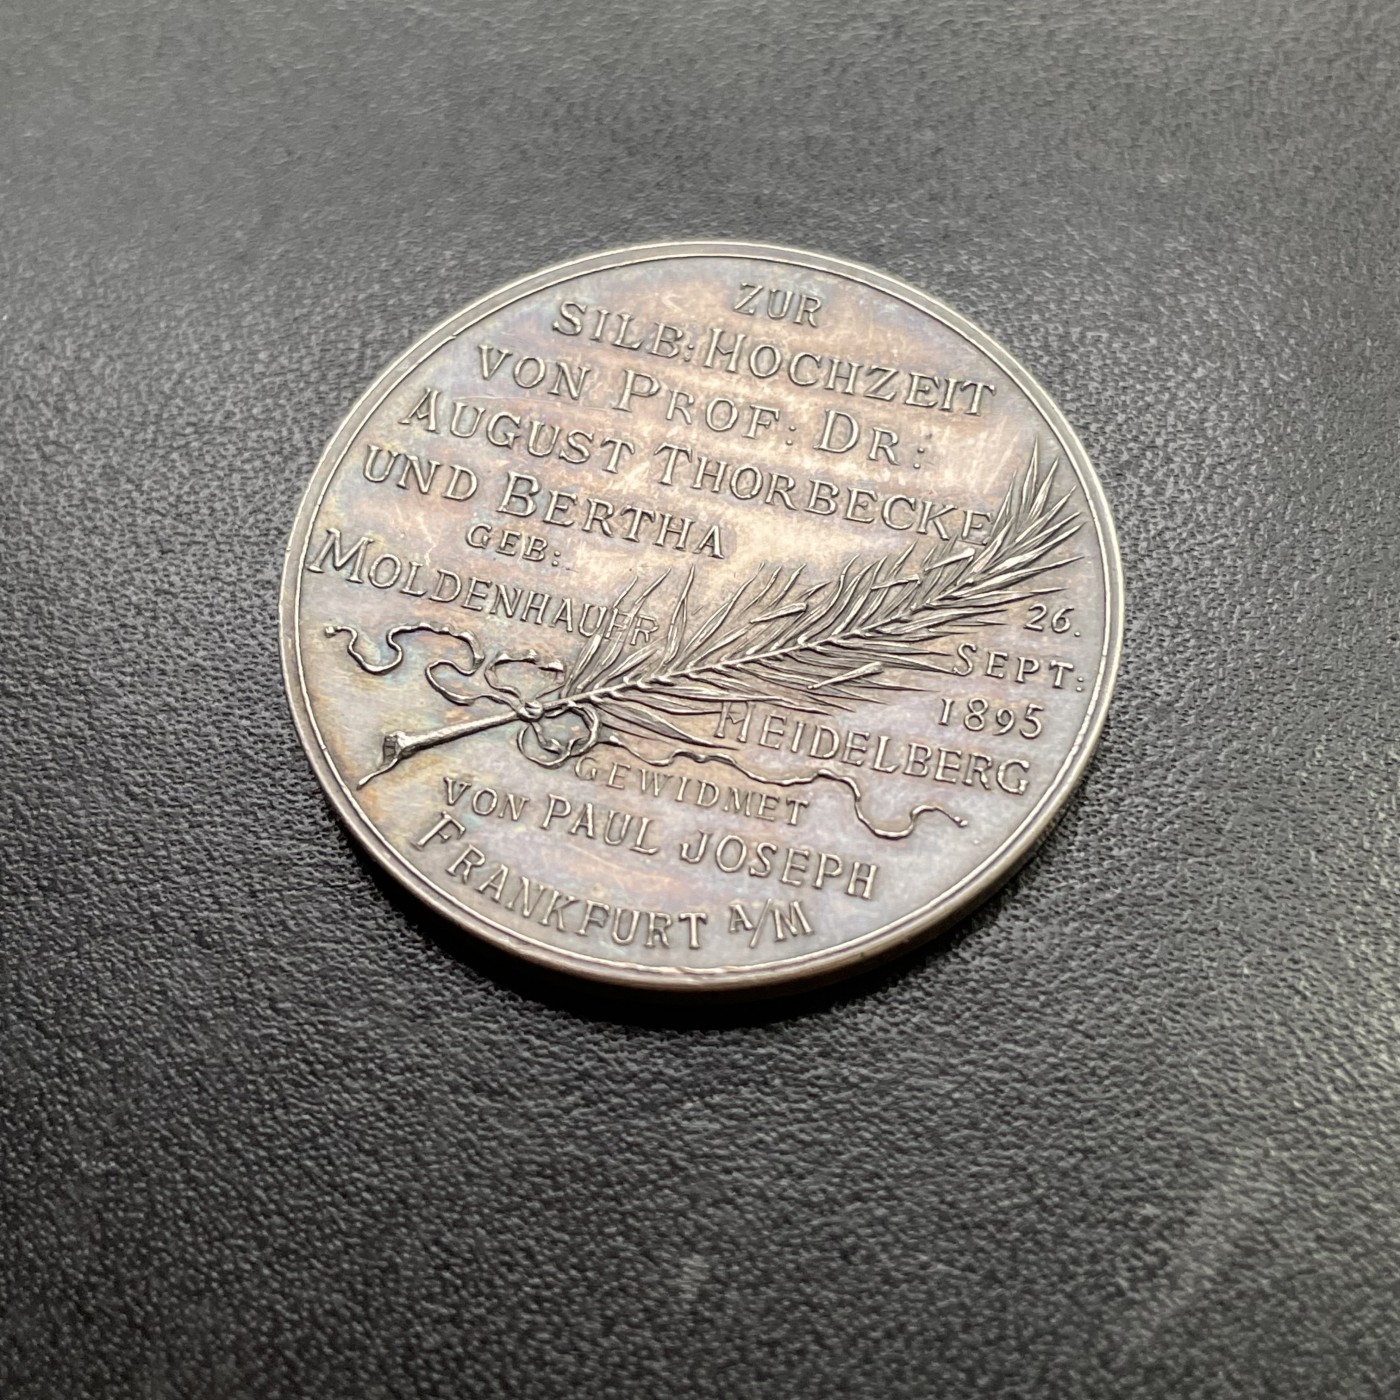 ZUR
SILB: HOCHZEIT
VON PROF: DR:
AUGUST THORBECKE
UND BERTHA
GEB:
MOLDENHAUER
26.
SEPT:
1895
HEIDELBERG
GEWIDMET
VON PAUL JOSEPH
FRANKFURT A/M